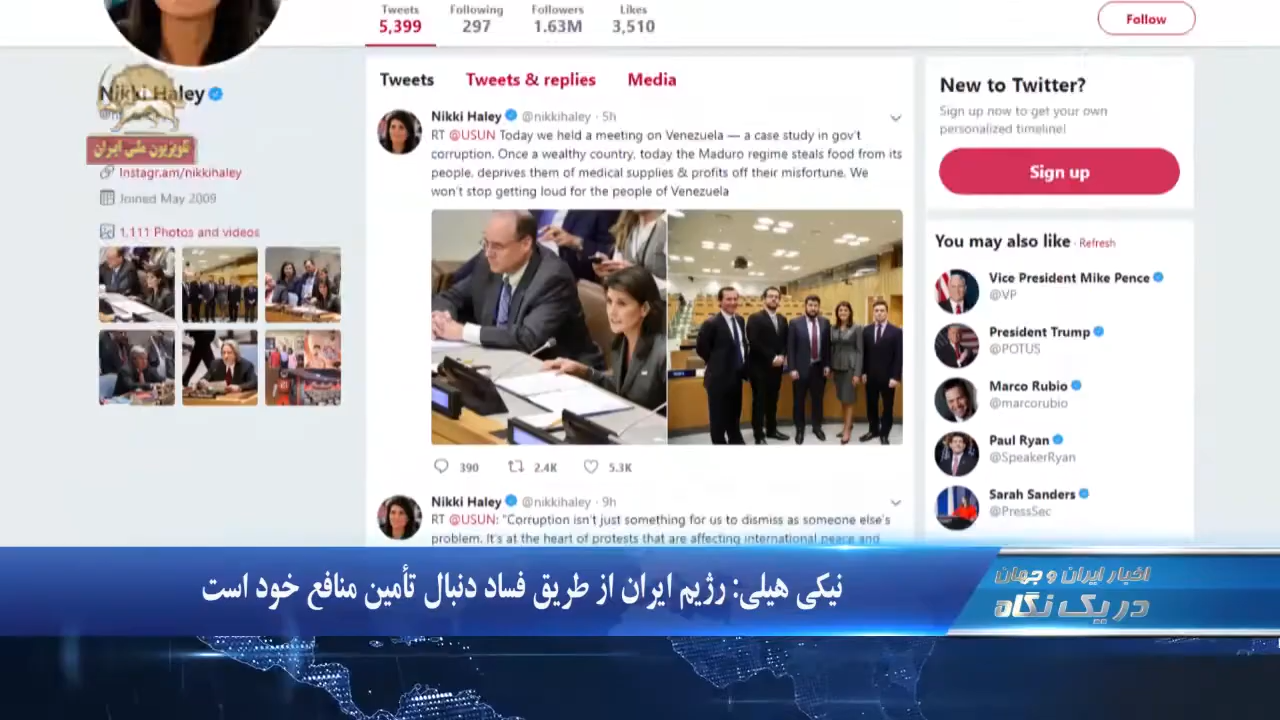 Tweets
5,399
Following
297
Followers
1.63M
Likes
3,510
Follow
Nikki Haley
تلویزیون ملی ایران
Instagr.am/nikkihaley
Joined May 2009
1,111 Photos and videos
Tweets
Tweets & replies
Media
Nikki Haley @nikkihaley · 5h
RT @USUN Today we held a meeting on Venezuela — a case study in gov't
corruption. Once a wealthy country, today the Maduro regime steals food from its
people, deprives them of medical supplies & profits off their misfortune. We
won't stop getting loud for the people of Venezuela
390
2.4K
5.3K
Nikki Haley @nikkihaley · 9h
RT @USUN: "Corruption isn't just something for us to dismiss as someone else's
problem. It's at the heart of protests that are affecting international peace and
New to Twitter?
Sign up now to get your own
personalized timeline!
Sign up
You may also like · Refresh
Vice President Mike Pence
@VP
President Trump
@POTUS
Marco Rubio
@marcorubio
Paul Ryan
@SpeakerRyan
Sarah Sanders
@PressSec
اخبار ایران و جهان
در یک نگاه
نیکی هیلی: رژیم ایران از طریق فساد دنبال تأمین منافع خود است